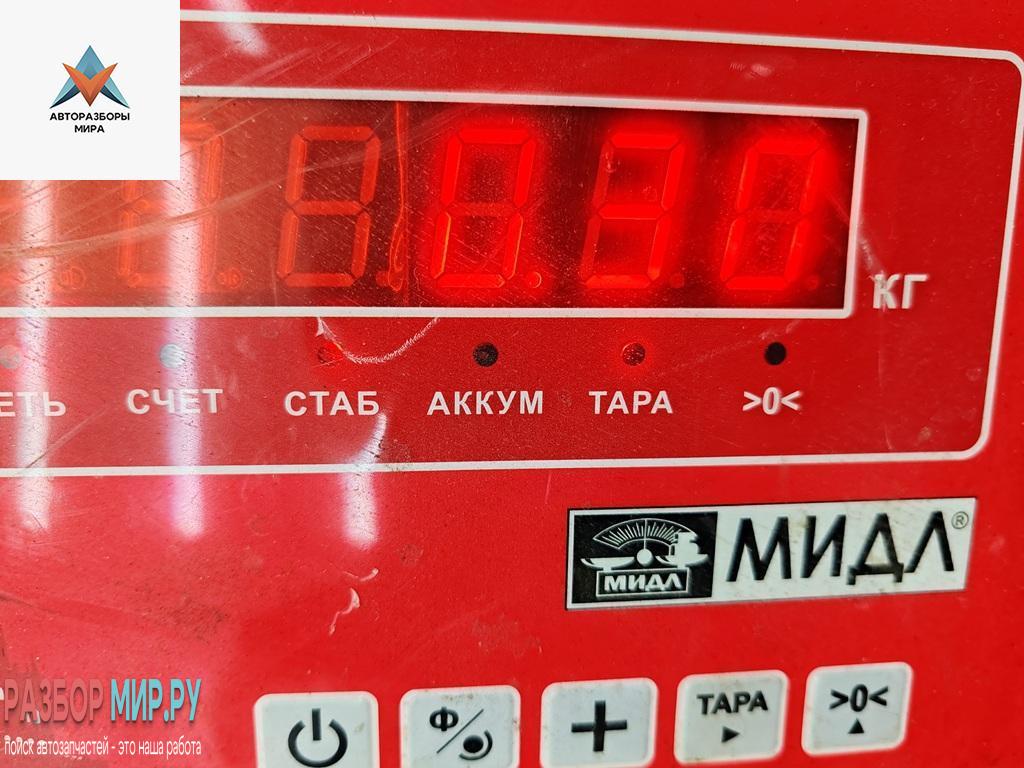 АВТОРАЗБОРЫ
МИРА
КГ
ЕТЬ СЧЕТ СТАБ АККУМ ТАРА >0<
МИДЛ МИДЛ®
РАЗБОР МИР.РУ
поиск автозапчастей - это наша работа
Ф ТАРА >0<